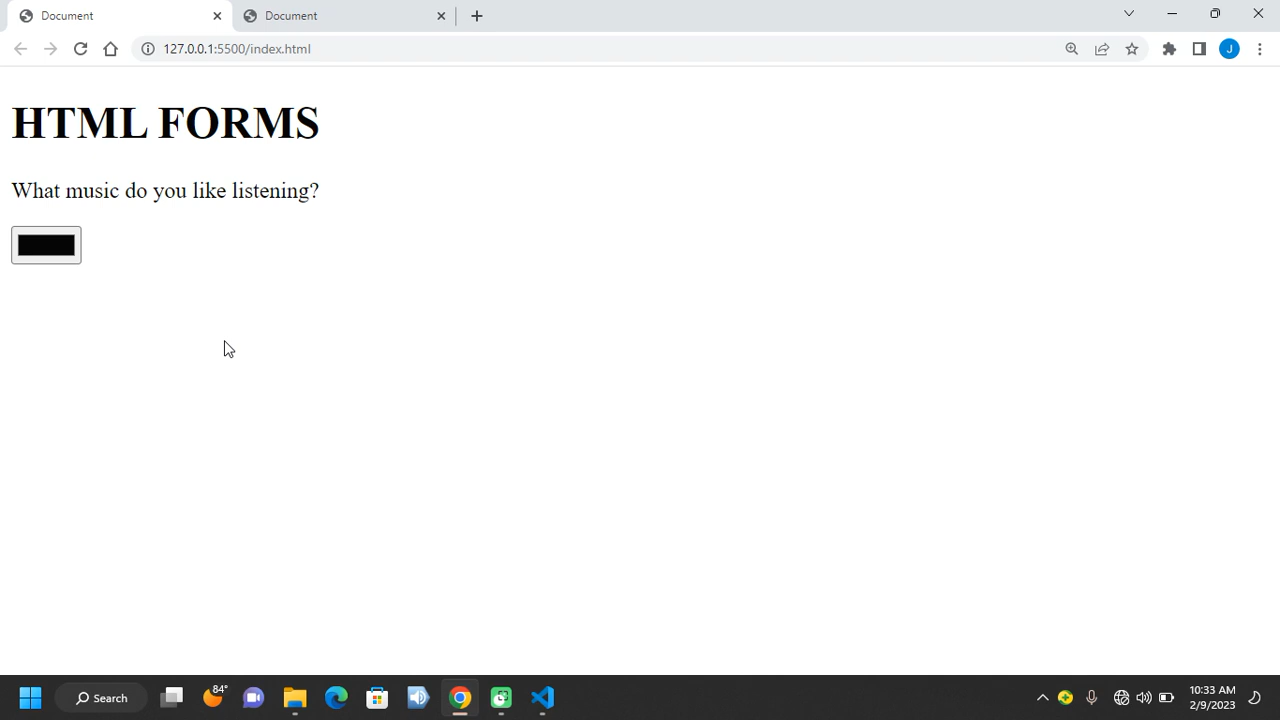 Document
Document
127.0.0.1:5500/index.html
J
HTML FORMS
What music do you like listening?
84°
Search
10:33 AM
2/9/2023